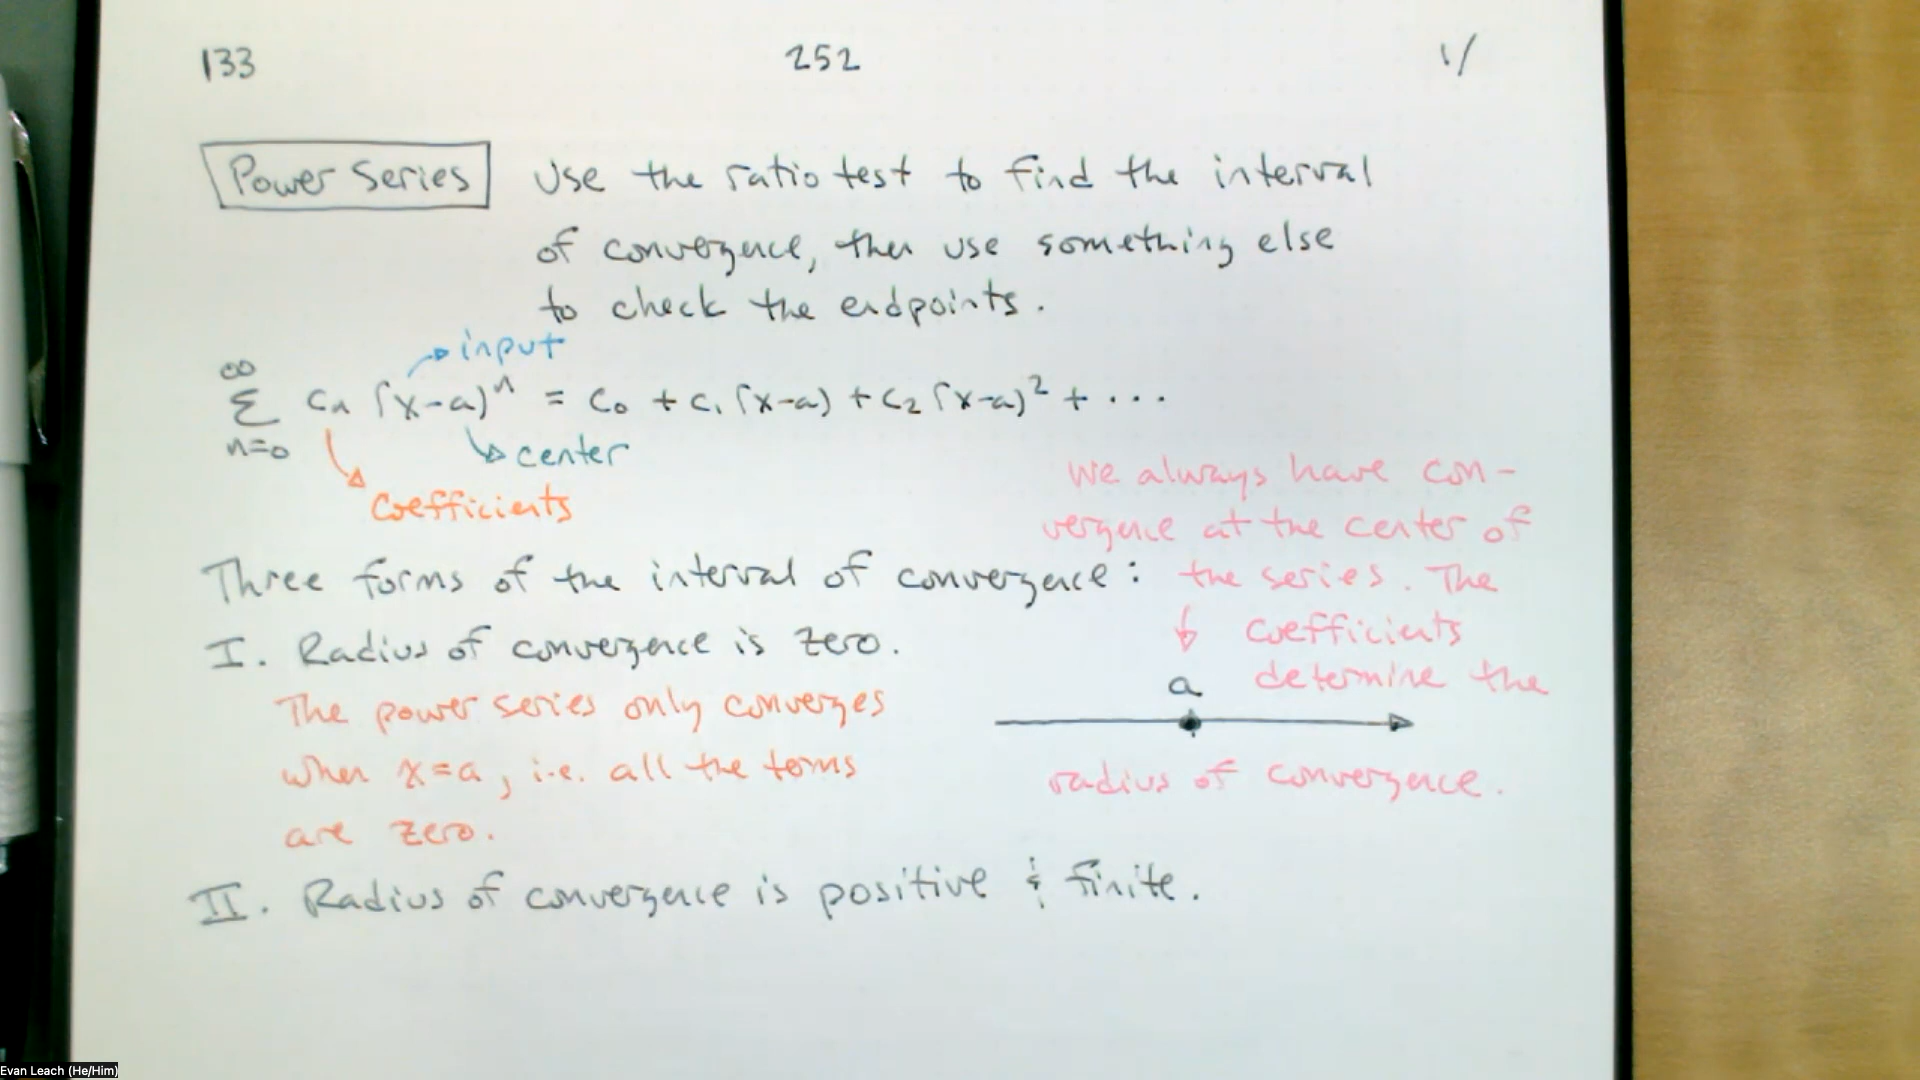 133 252 1/
Power Series Use the ratio test to find the interval
of convergence, then use something else
to check the endpoints.
input
∞
Σ cₙ (x-a)ⁿ = c₀ + c₁(x-a) + c₂(x-a)² + ...
n=0
center
coefficients
We always have con-
vergence at the center of
Three forms of the interval of convergence: the series. The
coefficients
I. Radius of convergence is zero.
determine the
a
The power series only converges
when x=a, i.e. all the terms
radius of convergence.
are zero.
II. Radius of convergence is positive & finite.
Evan Leach (He/Him)